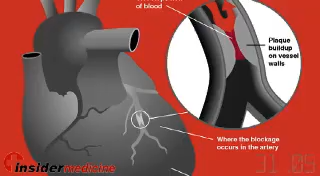 of blood
Plaque
buildup
on vessel
walls
Where the blockage
occurs in the artery
insidermedicine